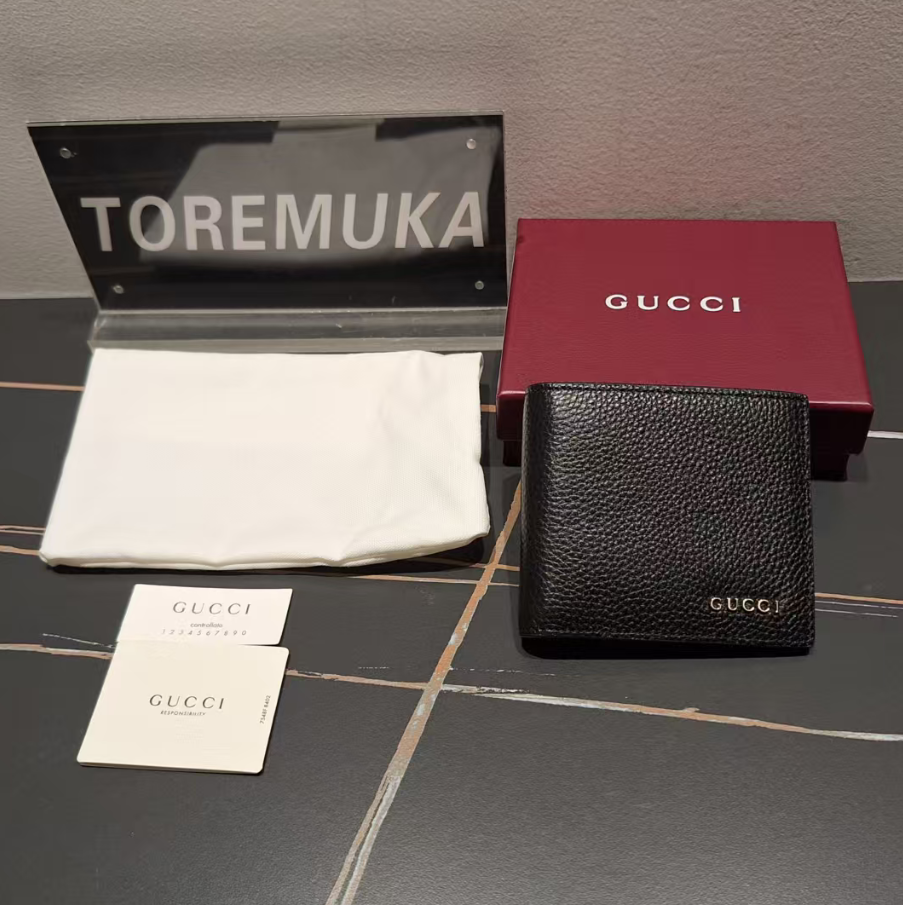 TOREMUKA
GUCCI
GUCCI
GUCCI
controllato
1 2 3 4 5 6 7 8 9 0
GUCCI
RESPONSIBILITY